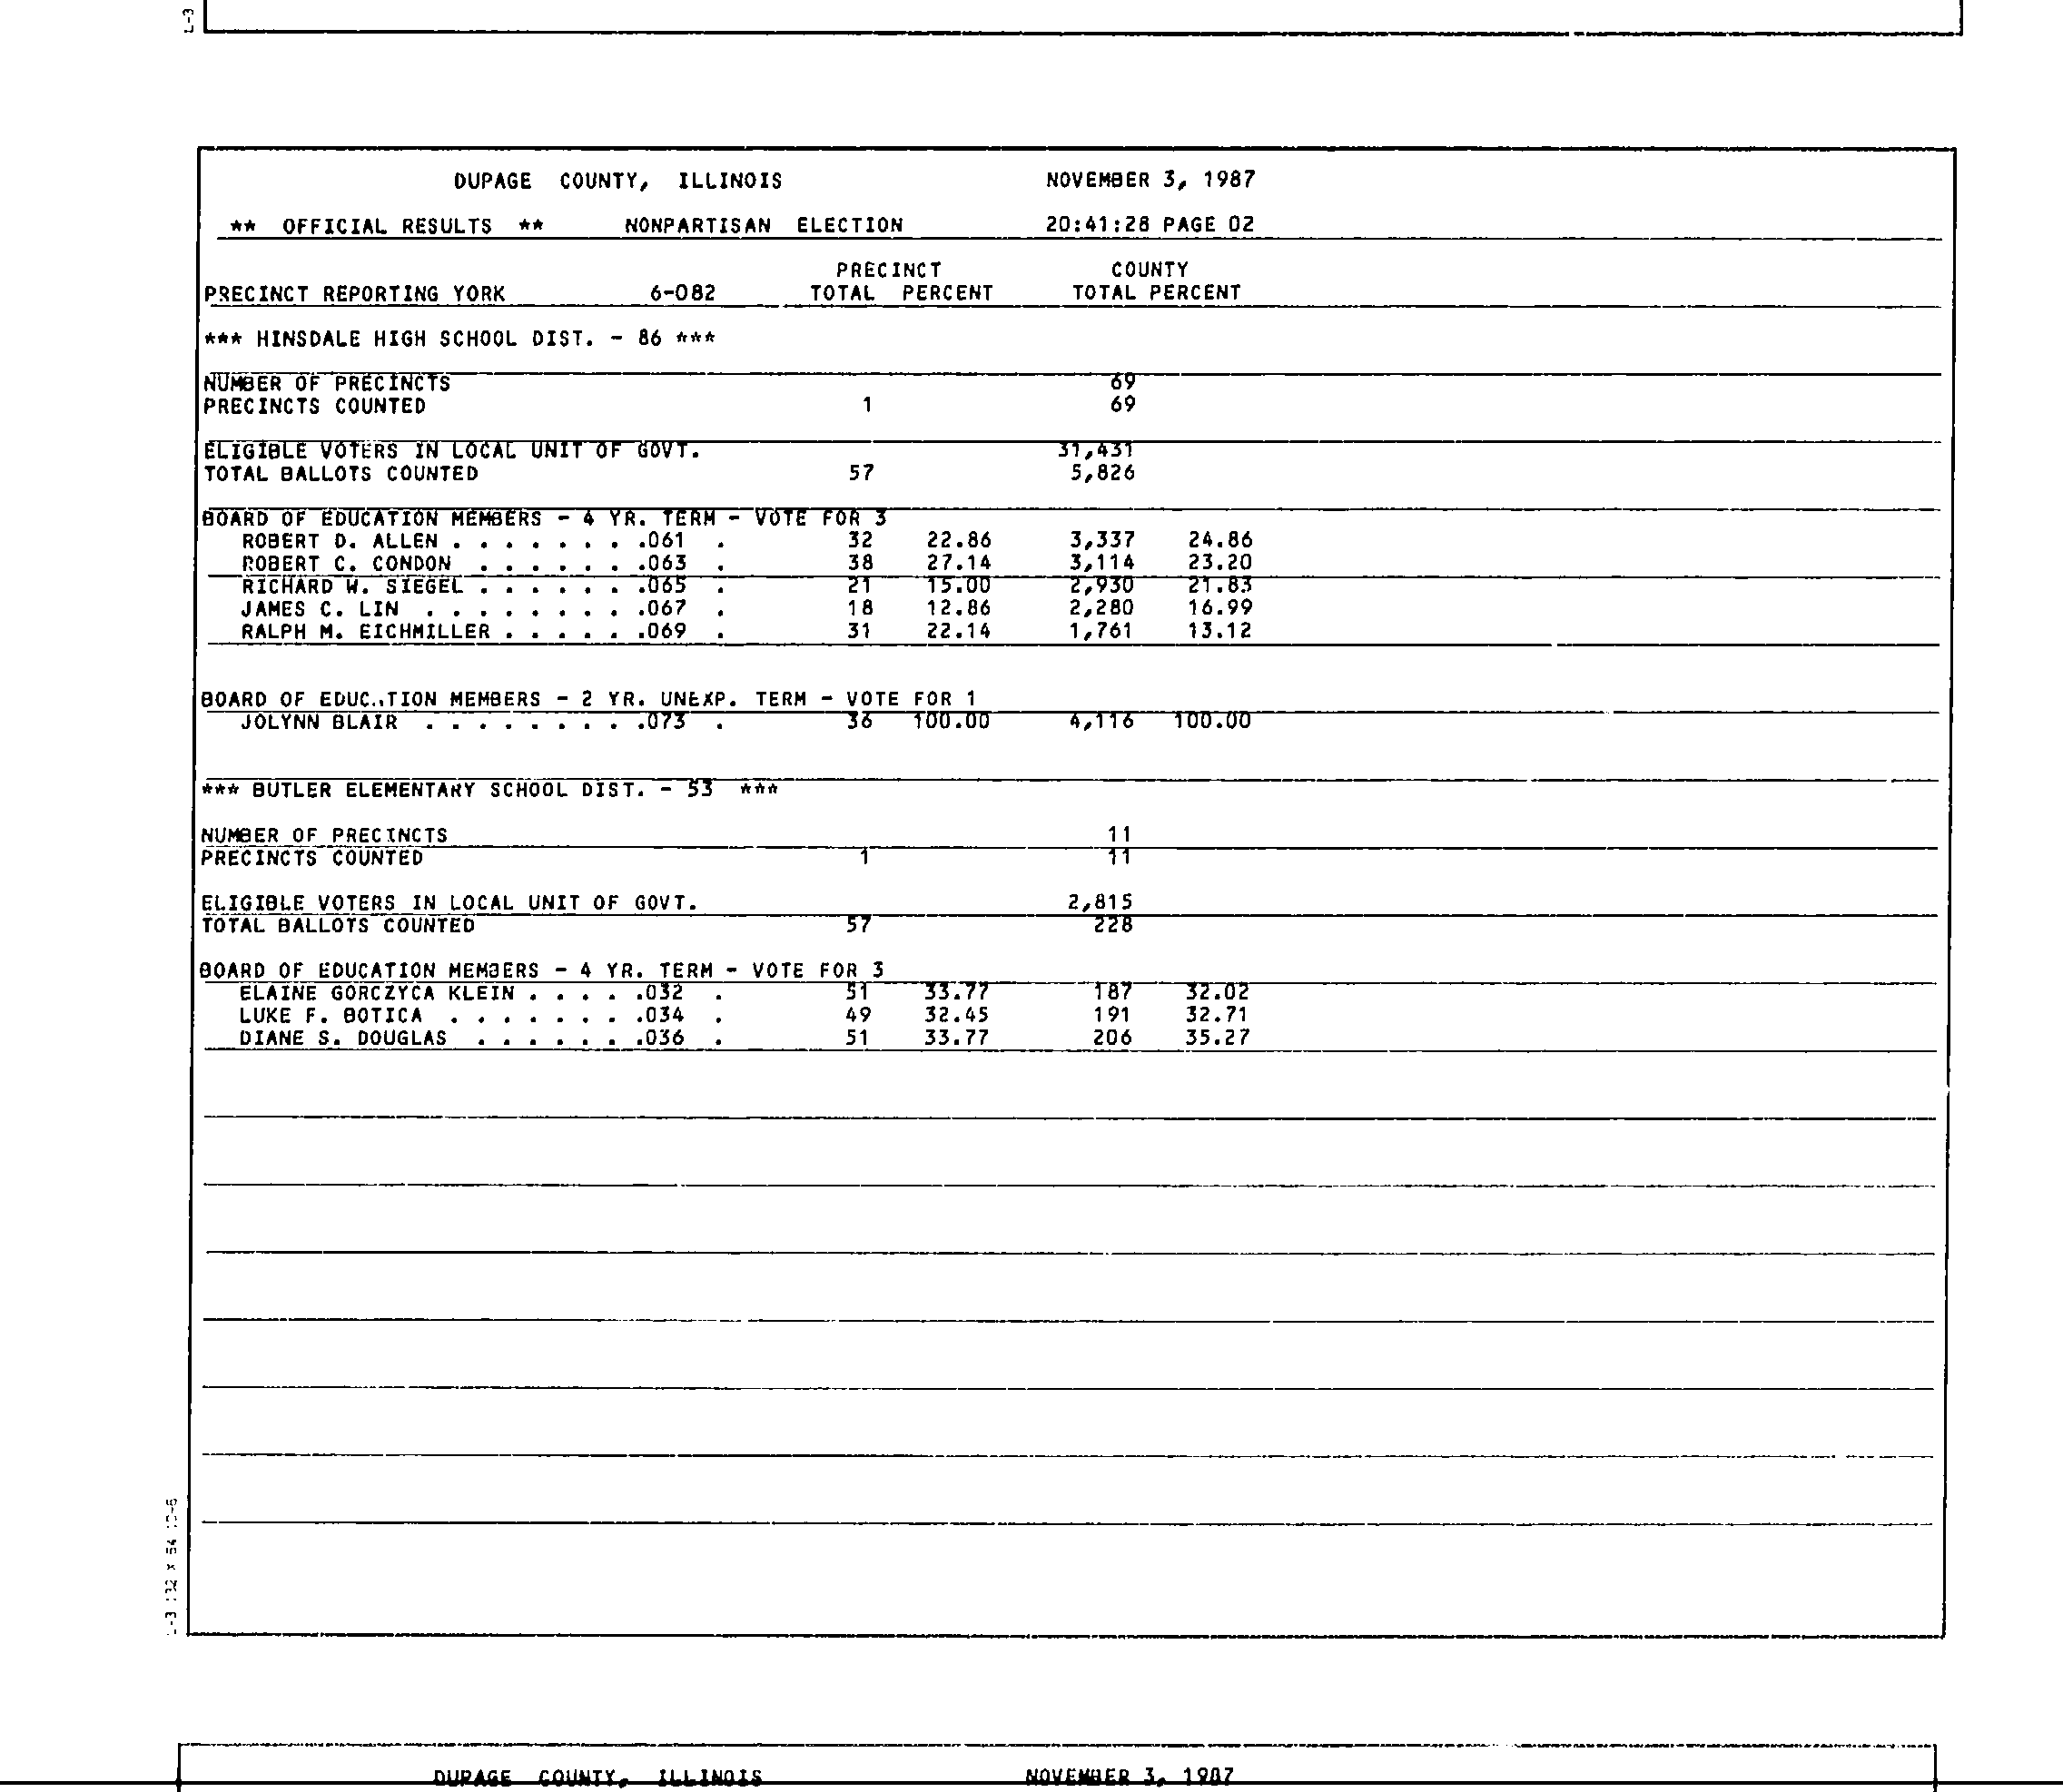 L-3
DUPAGE COUNTY, ILLINOIS NOVEMBER 3, 1987
** OFFICIAL RESULTS ** NONPARTISAN ELECTION 20:41:28 PAGE 02
PRECINCT COUNTY
PRECINCT REPORTING YORK 6-082 TOTAL PERCENT TOTAL PERCENT
*** HINSDALE HIGH SCHOOL DIST. - 86 ***
NUMBER OF PRECINCTS 69
PRECINCTS COUNTED 1 69
ELIGIBLE VOTERS IN LOCAL UNIT OF GOVT. 31,431
TOTAL BALLOTS COUNTED 57 5,826
BOARD OF EDUCATION MEMBERS - 4 YR. TERM - VOTE FOR 3
ROBERT D. ALLEN . . . . . . . .061 . 32 22.86 3,337 24.86
ROBERT C. CONDON . . . . . . .063 . 38 27.14 3,114 23.20
RICHARD W. SIEGEL . . . . . . .065 . 21 15.00 2,930 21.83
JAMES C. LIN . . . . . . . . .067 . 18 12.86 2,280 16.99
RALPH M. EICHMILLER . . . . . .069 . 31 22.14 1,761 13.12
BOARD OF EDUC..TION MEMBERS - 2 YR. UNEXP. TERM - VOTE FOR 1
JOLYNN BLAIR . . . . . . . . .073 . 36 100.00 4,116 100.00
*** BUTLER ELEMENTARY SCHOOL DIST. - 53 ***
NUMBER OF PRECINCTS 11
PRECINCTS COUNTED 1 11
ELIGIBLE VOTERS IN LOCAL UNIT OF GOVT. 2,815
TOTAL BALLOTS COUNTED 57 228
BOARD OF EDUCATION MEMBERS - 4 YR. TERM - VOTE FOR 3
ELAINE GORCZYCA KLEIN . . . . .032 . 51 33.77 187 32.02
LUKE F. BOTICA . . . . . . . .034 . 49 32.45 191 32.71
DIANE S. DOUGLAS . . . . . . .036 . 51 33.77 206 35.27
DUPAGE COUNTY, ILLINOIS NOVEMBER 3, 1987